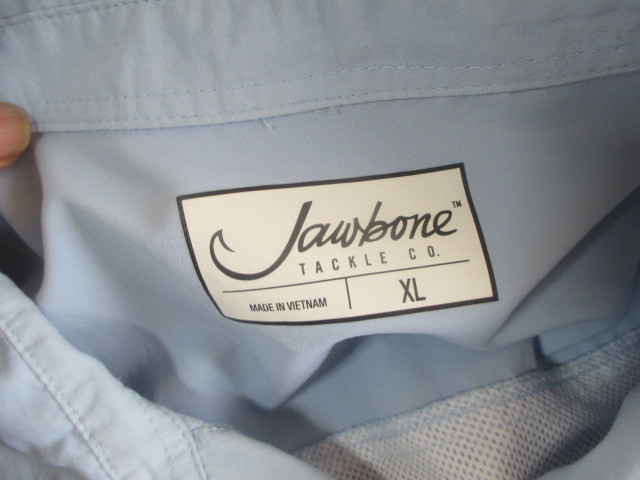 Jawbone™
TACKLE CO.
MADE IN VIETNAM XL